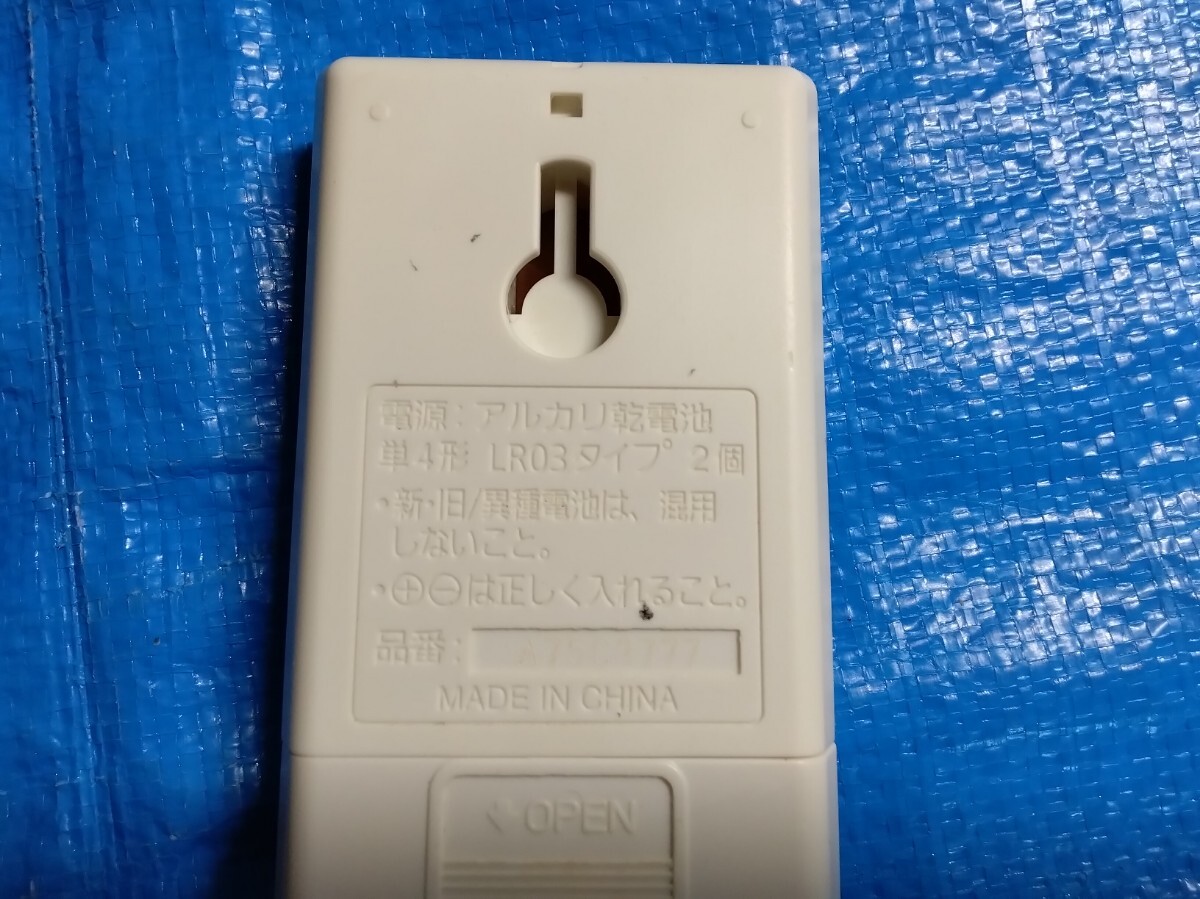 電源:アルカリ乾電池
単4形 LR03タイプ 2個
・新・旧/異種電池は、混用
しないこと。
・⊕⊖は正しく入れること。
品番:
MADE IN CHINA
OPEN